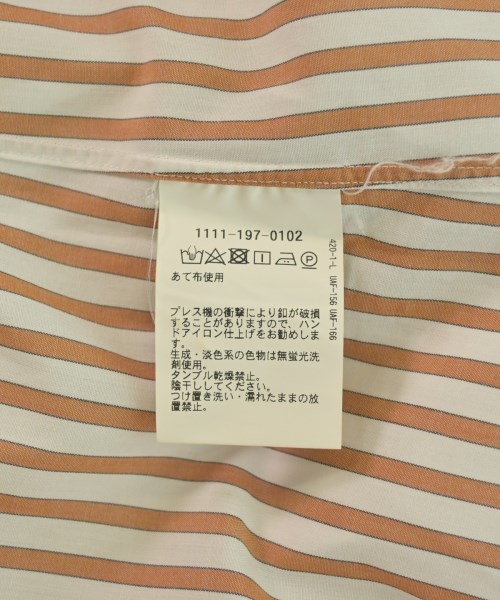 1111-197-0102
あて布使用
プレス機の衝撃により釦が破損
することがありますので、ハン
ドアイロン仕上げをお勧めしま
す。
生成・淡色系の色物は無蛍光洗
剤使用。
タンブル乾燥禁止。
陰干ししてください。
つけ置き洗い・濡れたままの放
置禁止。
420-1-L UWF-156 UWF-166